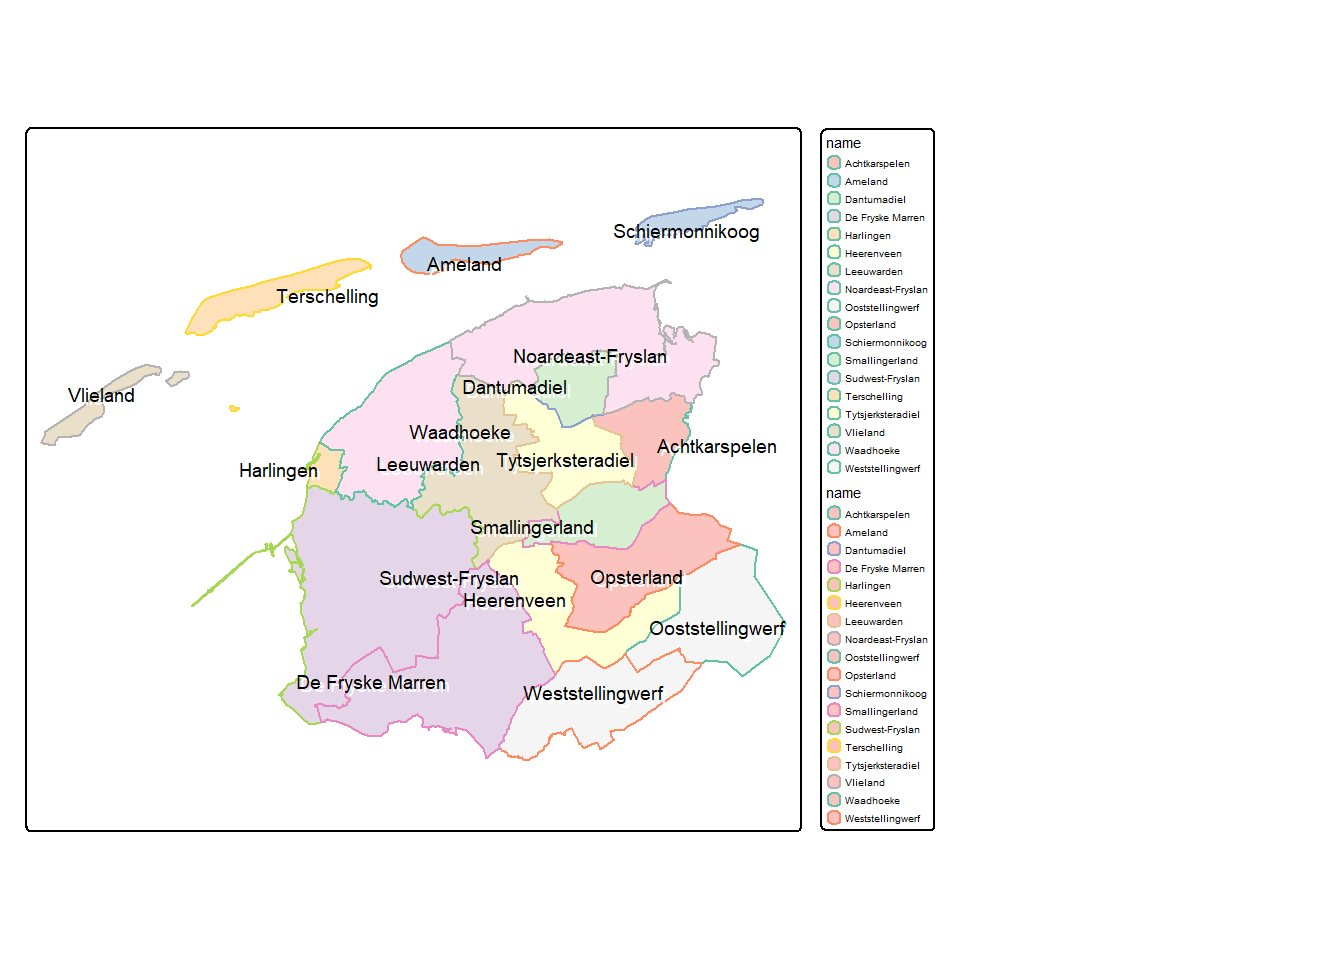 Schiermonnikoog
Ameland
Terschelling
Noardeast-Fryslan
Dantumadiel
Vlieland
Waadhoeke
Achtkarspelen
Tytsjerksteradiel
Leeuwarden
Harlingen
Smallingerland
Opsterland
Sudwest-Fryslan
Heerenveen
Ooststellingwerf
De Fryske Marren
Weststellingwerf
name
Achtkarspelen
Ameland
Dantumadiel
De Fryske Marren
Harlingen
Heerenveen
Leeuwarden
Noardeast-Fryslan
Ooststellingwerf
Opsterland
Schiermonnikoog
Smallingerland
Sudwest-Fryslan
Terschelling
Tytsjerksteradiel
Vlieland
Waadhoeke
Weststellingwerf
name
Achtkarspelen
Ameland
Dantumadiel
De Fryske Marren
Harlingen
Heerenveen
Leeuwarden
Noardeast-Fryslan
Ooststellingwerf
Opsterland
Schiermonnikoog
Smallingerland
Sudwest-Fryslan
Terschelling
Tytsjerksteradiel
Vlieland
Waadhoeke
Weststellingwerf